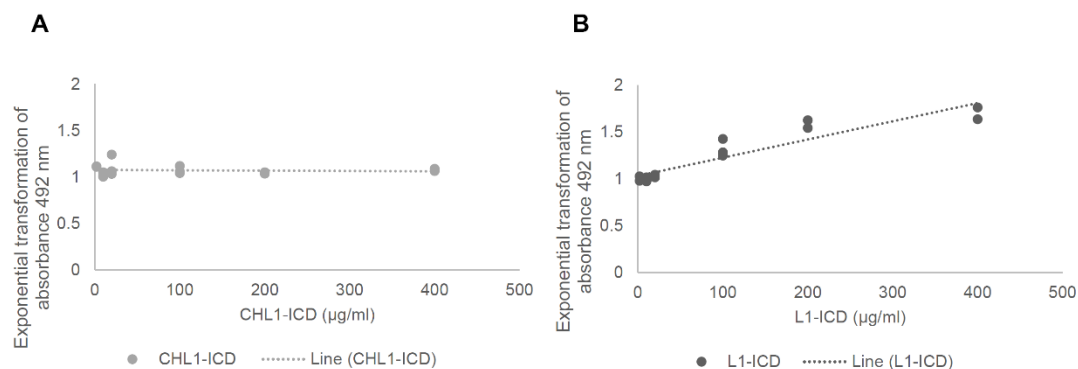 A
Exponential transformation of
absorbance 492 nm
2
1.5
1
0.5
0
0 100 200 300 400 500
CHL1-ICD (µg/ml)
CHL1-ICD Line (CHL1-ICD)
B
Exponential transformation of
absorbance 492 nm
2
1.5
1
0.5
0
0 100 200 300 400 500
L1-ICD (µg/ml)
L1-ICD Line (L1-ICD)